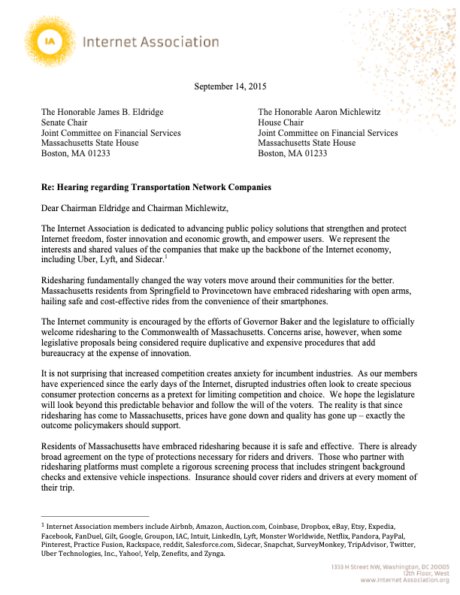 IA Internet Association
September 14, 2015
The Honorable James B. Eldridge
Senate Chair
Joint Committee on Financial Services
Massachusetts State House
Boston, MA 01233
The Honorable Aaron Michlewitz
House Chair
Joint Committee on Financial Services
Massachusetts State House
Boston, MA 01233
Re: Hearing regarding Transportation Network Companies
Dear Chairman Eldridge and Chairman Michlewitz,
The Internet Association is dedicated to advancing public policy solutions that strengthen and protect
Internet freedom, foster innovation and economic growth, and empower users. We represent the
interests and shared values of the companies that make up the backbone of the Internet economy,
including Uber, Lyft, and Sidecar.1
Ridesharing fundamentally changed the way voters move around their communities for the better.
Massachusetts residents from Springfield to Provincetown have embraced ridesharing with open arms,
hailing safe and cost-effective rides from the convenience of their smartphones.
The Internet community is encouraged by the efforts of Governor Baker and the legislature to officially
welcome ridesharing to the Commonwealth of Massachusetts. Concerns arise, however, when some
legislative proposals being considered require duplicative and expensive procedures that add
bureaucracy at the expense of innovation.
It is not surprising that increased competition creates anxiety for incumbent industries. As our members
have experienced since the early days of the Internet, disrupted industries often look to create specious
consumer protection concerns as a pretext for limiting competition and choice. We hope the legislature
will look beyond this predictable behavior and follow the will of the voters. The reality is that since
ridesharing has come to Massachusetts, prices have gone down and quality has gone up – exactly the
outcome policymakers should support.
Residents of Massachusetts have embraced ridesharing because it is safe and effective. There is already
broad agreement on the type of protections necessary for riders and drivers. Those who partner with
ridesharing platforms must complete a rigorous screening process that includes stringent background
checks and extensive vehicle inspections. Insurance should cover riders and drivers at every moment of
their trip.
1 Internet Association members include Airbnb, Amazon, Auction.com, Coinbase, Dropbox, eBay, Etsy, Expedia,
Facebook, FanDuel, Gilt, Google, Groupon, IAC, Intuit, LinkedIn, Lyft, Monster Worldwide, Netflix, Pandora, PayPal,
Pinterest, Practice Fusion, Rackspace, reddit, Salesforce.com, Sidecar, Snapchat, SurveyMonkey, TripAdvisor, Twitter,
Uber Technologies, Inc., Yahoo!, Yelp, Zenefits, and Zynga.
1333 H Street NW, Washington, DC 20005
12th Floor, West
www.internetassociation.org